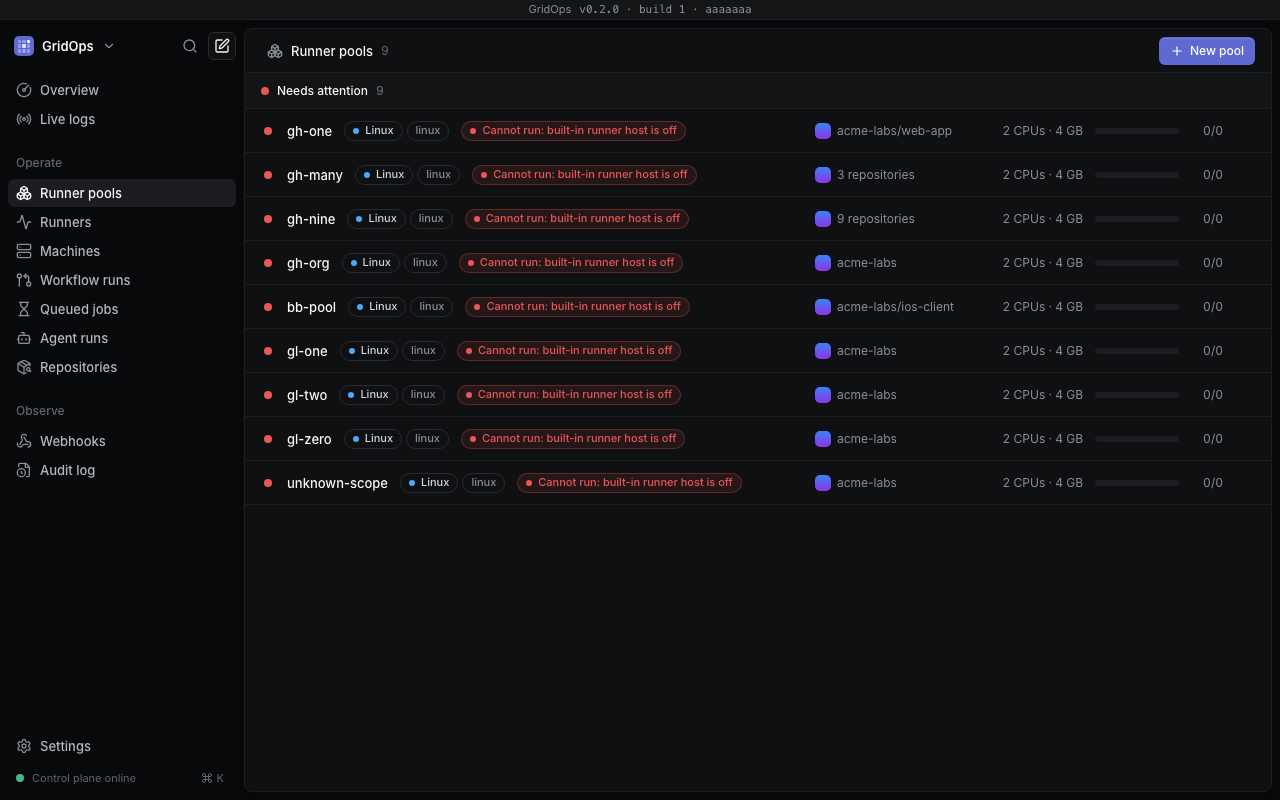 GridOps v0.2.0 · build 1 · aaaaaaa
GridOps
Overview
Live logs
Operate
Runner pools
Runners
Machines
Workflow runs
Queued jobs
Agent runs
Repositories
Observe
Webhooks
Audit log
Settings
Control plane online ⌘ K
Runner pools 9
New pool
Needs attention 9
gh-one Linux linux Cannot run: built-in runner host is off acme-labs/web-app 2 CPUs · 4 GB 0/0
gh-many Linux linux Cannot run: built-in runner host is off 3 repositories 2 CPUs · 4 GB 0/0
gh-nine Linux linux Cannot run: built-in runner host is off 9 repositories 2 CPUs · 4 GB 0/0
gh-org Linux linux Cannot run: built-in runner host is off acme-labs 2 CPUs · 4 GB 0/0
bb-pool Linux linux Cannot run: built-in runner host is off acme-labs/ios-client 2 CPUs · 4 GB 0/0
gl-one Linux linux Cannot run: built-in runner host is off acme-labs 2 CPUs · 4 GB 0/0
gl-two Linux linux Cannot run: built-in runner host is off acme-labs 2 CPUs · 4 GB 0/0
gl-zero Linux linux Cannot run: built-in runner host is off acme-labs 2 CPUs · 4 GB 0/0
unknown-scope Linux linux Cannot run: built-in runner host is off acme-labs 2 CPUs · 4 GB 0/0